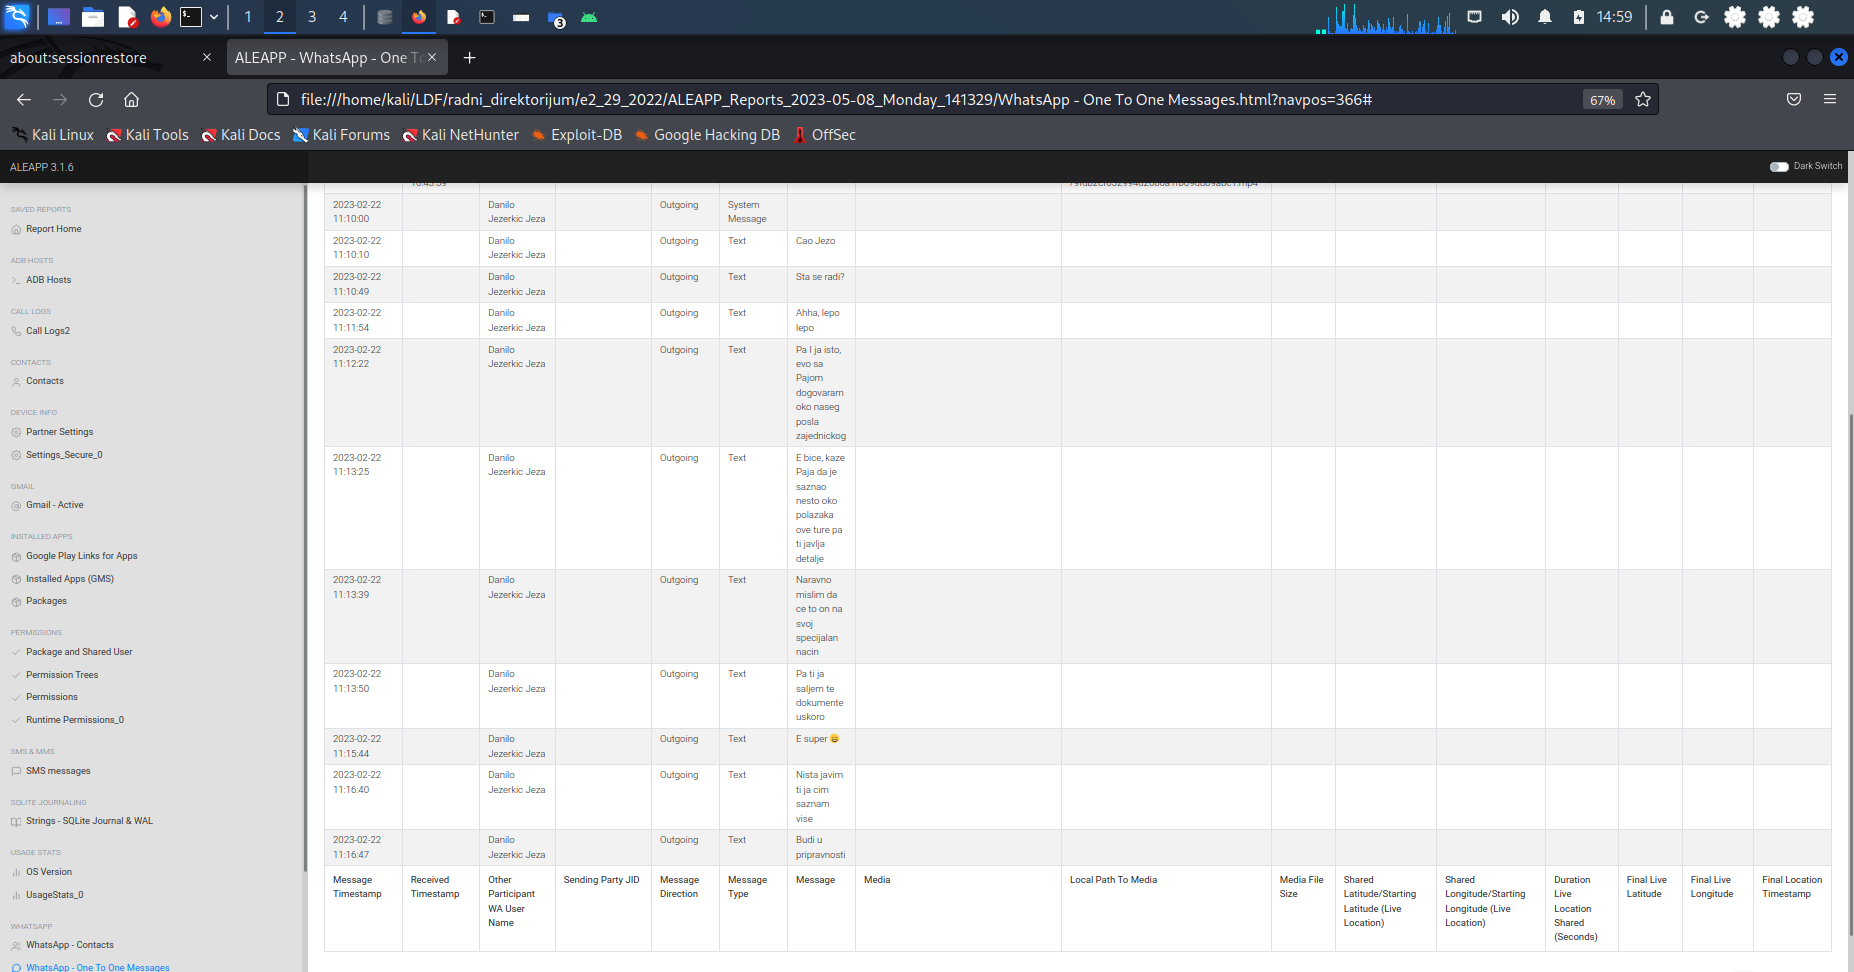 1 2 3 4 3 14:59
about:sessionrestore
ALEAPP - WhatsApp - One To
file:///home/kali/LDF/radni_direktorijum/e2_29_2022/ALEAPP_Reports_2023-05-08_Monday_141329/WhatsApp - One To One Messages.html?navpos=366#
67%
Kali Linux Kali Tools Kali Docs Kali Forums Kali NetHunter Exploit-DB Google Hacking DB OffSec
ALEAPP 3.1.6
Dark Switch
SAVED REPORTS
Report Home
ADB HOSTS
ADB Hosts
CALL LOGS
Call Logs2
CONTACTS
Contacts
DEVICE INFO
Partner Settings
Settings_Secure_0
GMAIL
Gmail - Active
INSTALLED APPS
Google Play Links for Apps
Installed Apps (GMS)
Packages
PERMISSIONS
Package and Shared User
Permission Trees
Permissions
Runtime Permissions_0
SMS & MMS
SMS messages
SQLITE JOURNALING
Strings - SQLite Journal & WAL
USAGE STATS
OS Version
UsageStats_0
WHATSAPP
WhatsApp - Contacts
WhatsApp - One To One Messages
2023-02-22 Danilo Outgoing System
11:10:00 Jezerkic Jeza Message
2023-02-22 Danilo Outgoing Text Cao Jezo
11:10:10 Jezerkic Jeza
2023-02-22 Danilo Outgoing Text Sta se radi?
11:10:49 Jezerkic Jeza
2023-02-22 Danilo Outgoing Text Ahha, lepo
11:11:54 Jezerkic Jeza lepo
2023-02-22 Danilo Outgoing Text Pa I ja isto,
11:12:22 Jezerkic Jeza evo sa
Pajom
dogovaram
oko naseg
posla
zajednickog
2023-02-22 Danilo Outgoing Text E bice, kaze
11:13:25 Jezerkic Jeza Paja da je
saznao
nesto oko
polazaka
ove ture pa
ti javlja
detalje
2023-02-22 Danilo Outgoing Text Naravno
11:13:39 Jezerkic Jeza mislim da
ce to on na
svoj
specijalan
nacin
2023-02-22 Danilo Outgoing Text Pa ti ja
11:13:50 Jezerkic Jeza saljem te
dokumente
uskoro
2023-02-22 Danilo Outgoing Text E super 😄
11:15:44 Jezerkic Jeza
2023-02-22 Danilo Outgoing Text Nista javim
11:16:40 Jezerkic Jeza ti ja cim
saznam
vise
2023-02-22 Danilo Outgoing Text Budi u
11:16:47 Jezerkic Jeza pripravnosti
Message Received Other Sending Party JID Message Message Message Media Local Path To Media Media File Shared Shared Duration Final Live Final Live Final Location
Timestamp Timestamp Participant Direction Type Size Latitude/Starting Longitude/Starting Live Latitude Longitude Timestamp
WA User Latitude (Live Longitude (Live Location
Name Location) Location) Shared
(Seconds)